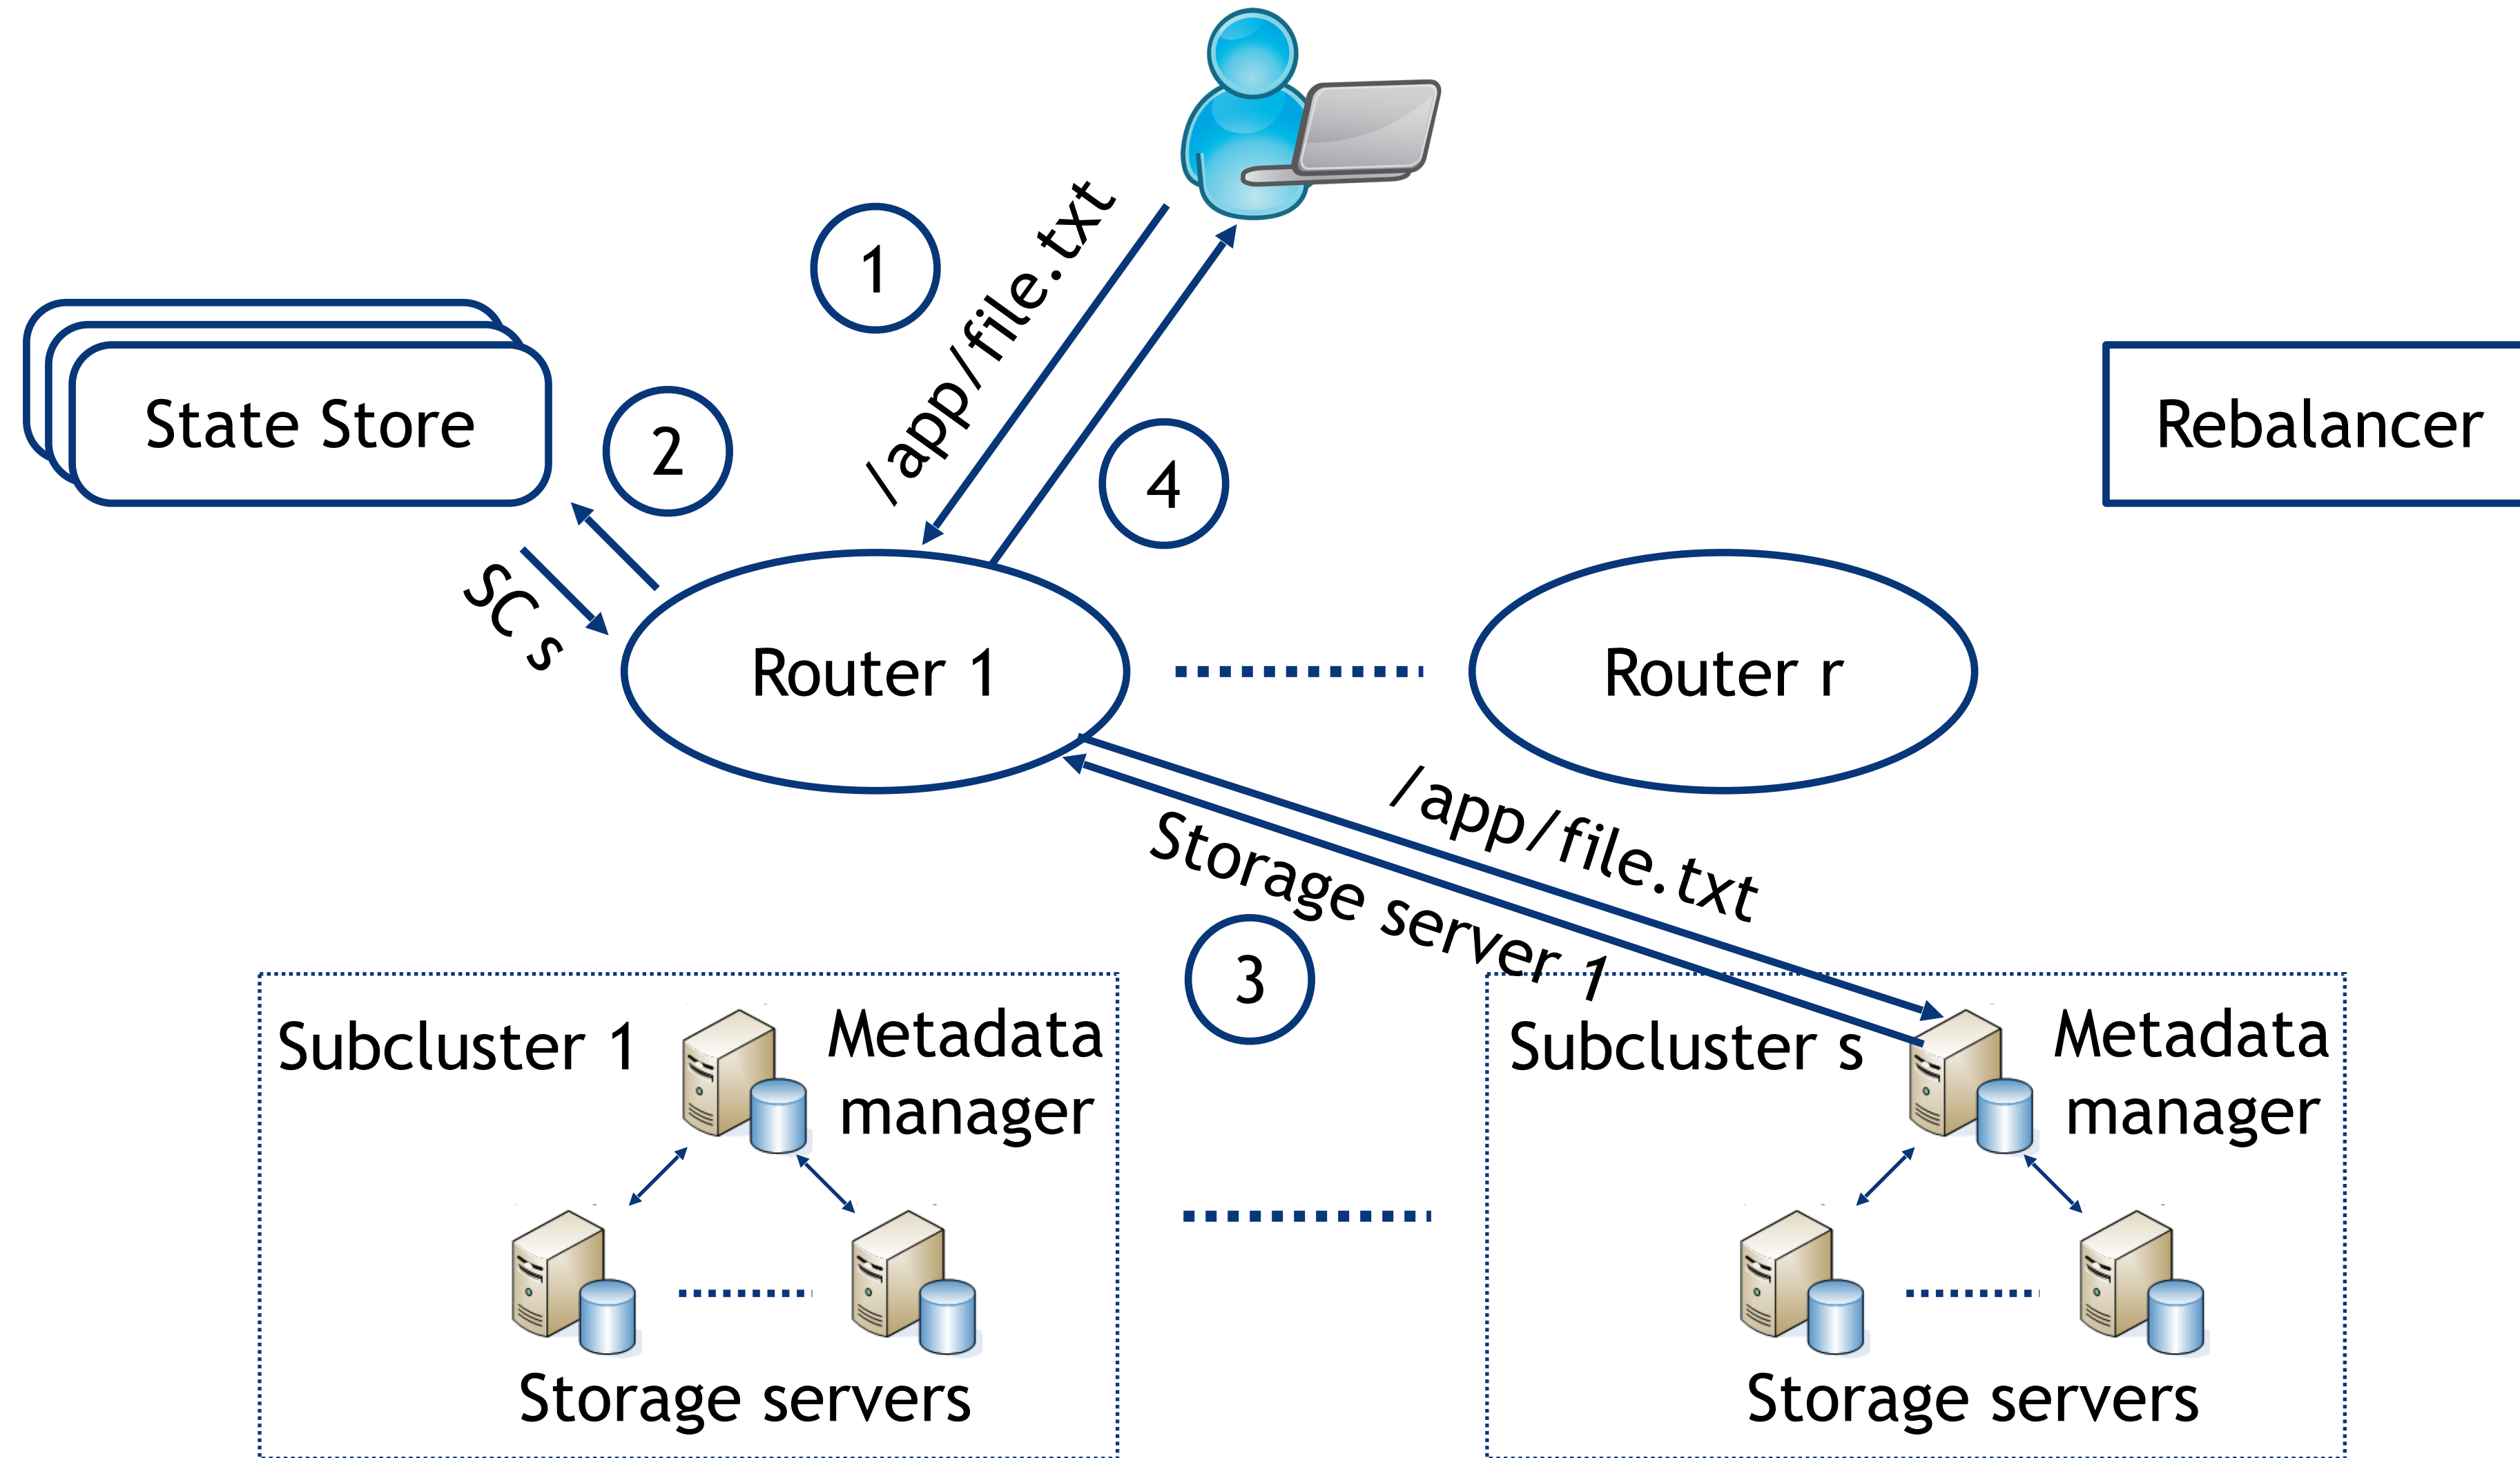 1
/app/file.txt
State Store
2
4
Rebalancer
SC s
Router 1
Router r
/app/file.txt
Storage server 1
3
Subcluster 1
Metadata
manager
Storage servers
Subcluster s
Metadata
manager
Storage servers